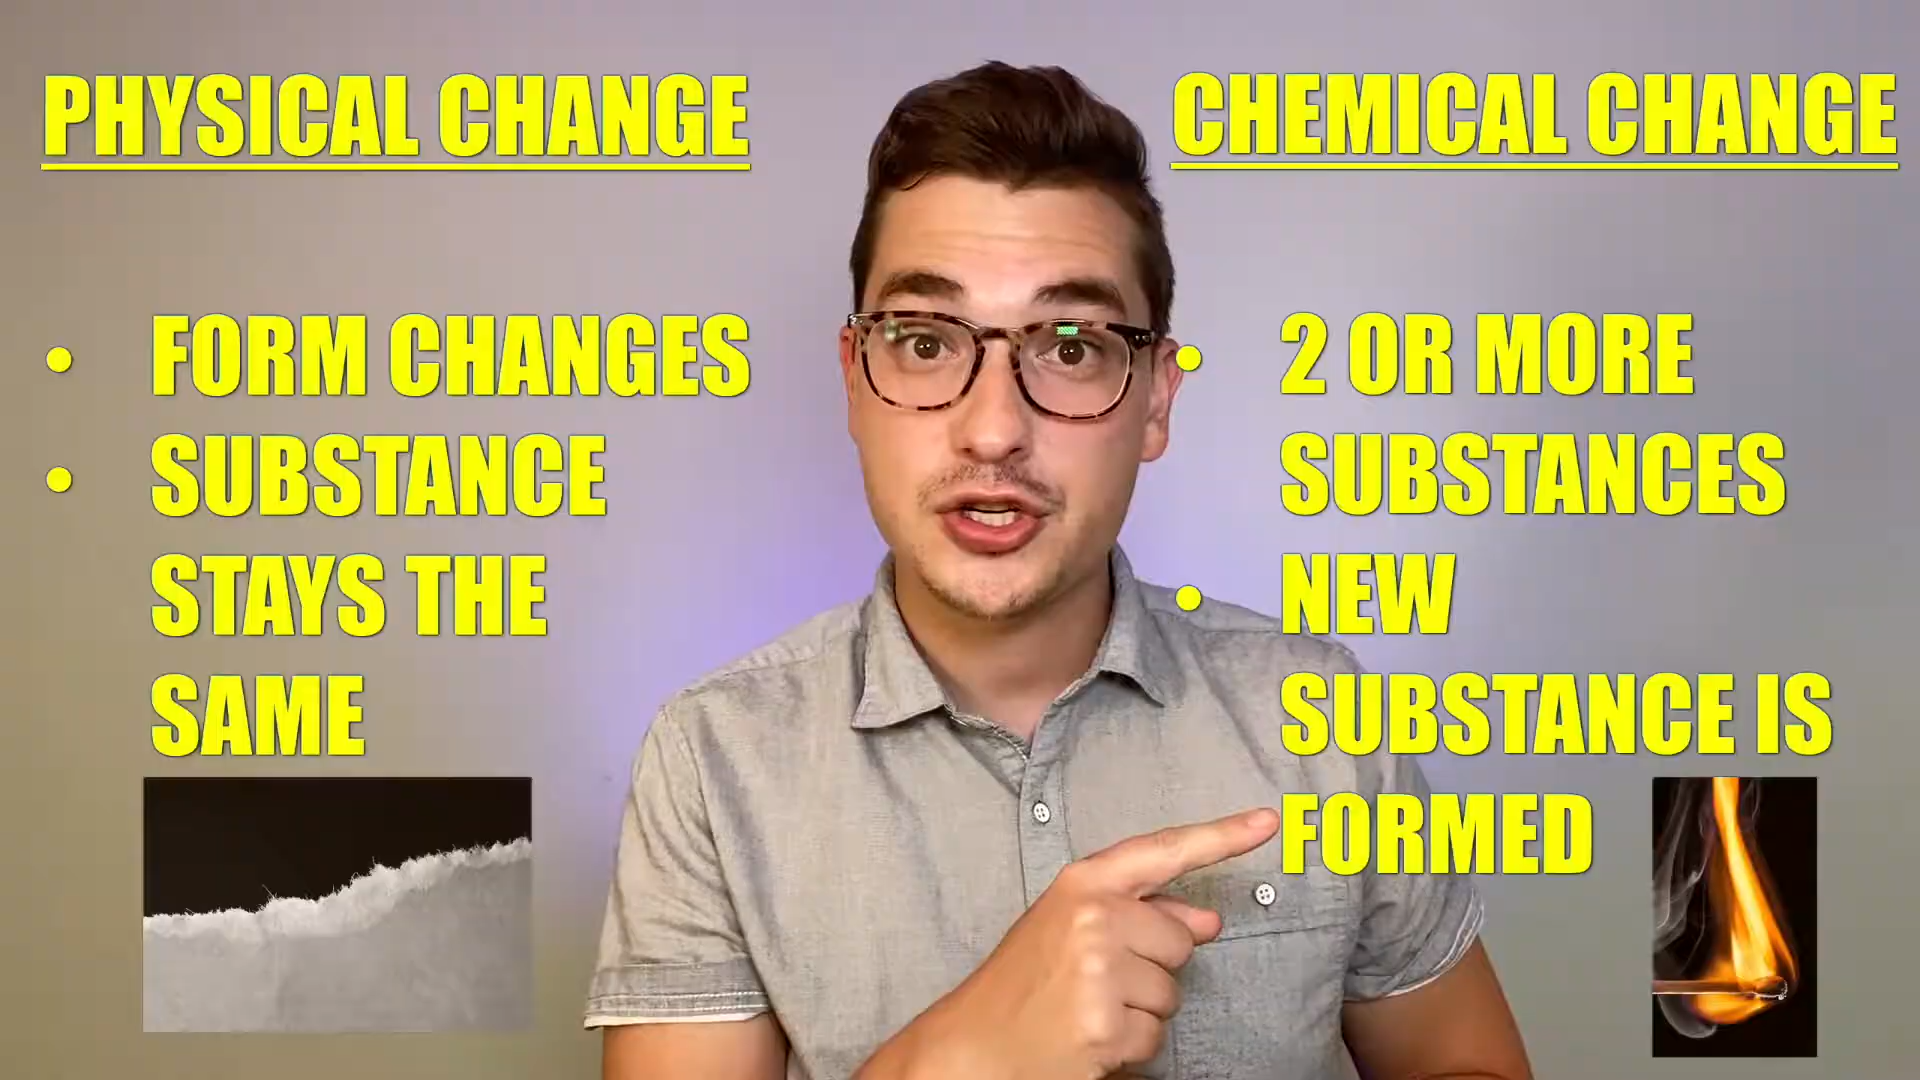 PHYSICAL CHANGE
• FORM CHANGES
• SUBSTANCE
STAYS THE
SAME
CHEMICAL CHANGE
• 2 OR MORE
SUBSTANCES
• NEW
SUBSTANCE IS
FORMED